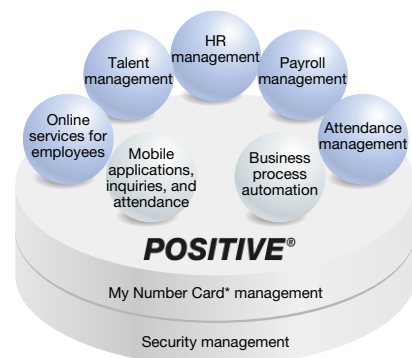 HR
management
Talent
management
Payroll
management
Online
services for
employees
Attendance
management
Mobile
applications,
inquiries, and
attendance
Business
process
automation
POSITIVE®
My Number Card* management
Security management